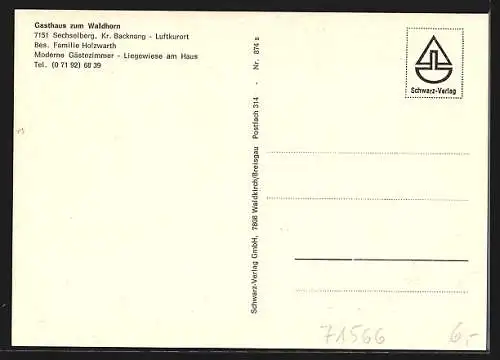 Gasthaus zum Waldhorn
7151 Sechselberg, Kr. Backnang - Luftkurort
Bes. Familie Holzwarth
Moderne Gästezimmer - Liegewiese am Haus
Tel. (0 71 92) 68 39
Schwarz-Verlag
Schwarz-Verlag GmbH, 7808 Waldkirch/Breisgau Postfach 314 - Nr. 874 s
71566
6,-